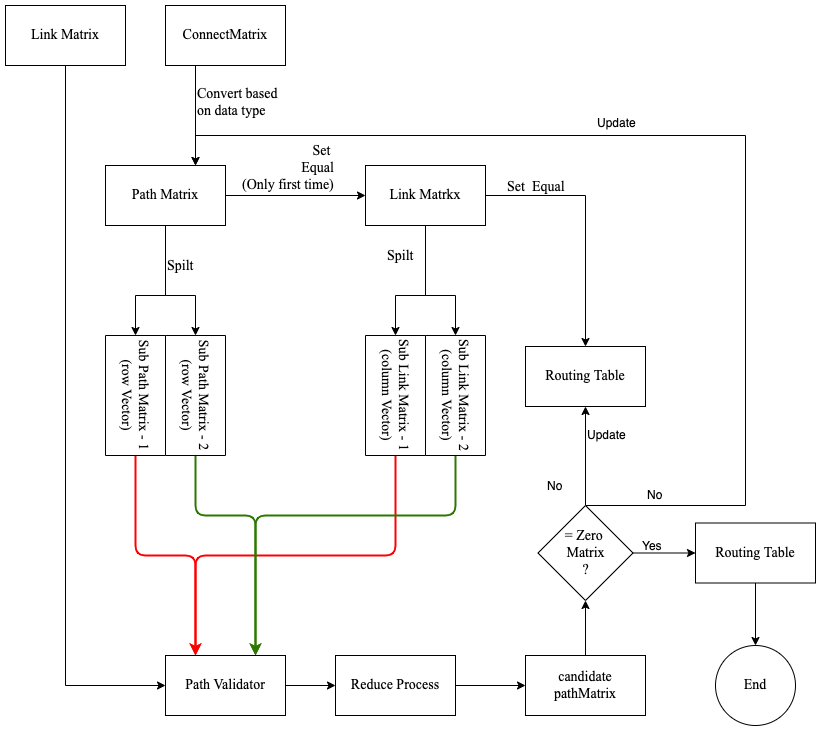 Link Matrix
ConnectMatrix
Convert based
on data type
Update
Set
Equal
(Only first time)
Path Matrix
Link Matrkx
Set  Equal
Spilt
Spilt
Sub Path Matrix - 1
(row Vector)
Sub Path Matrix - 2
(row Vector)
Sub Link Matrix - 1
(column Vector)
Sub Link Matrix - 2
(column Vector)
Routing Table
Update
No
No
= Zero
Matrix
?
Yes
Routing Table
Path Validator
Reduce Process
candidate
pathMatrix
End